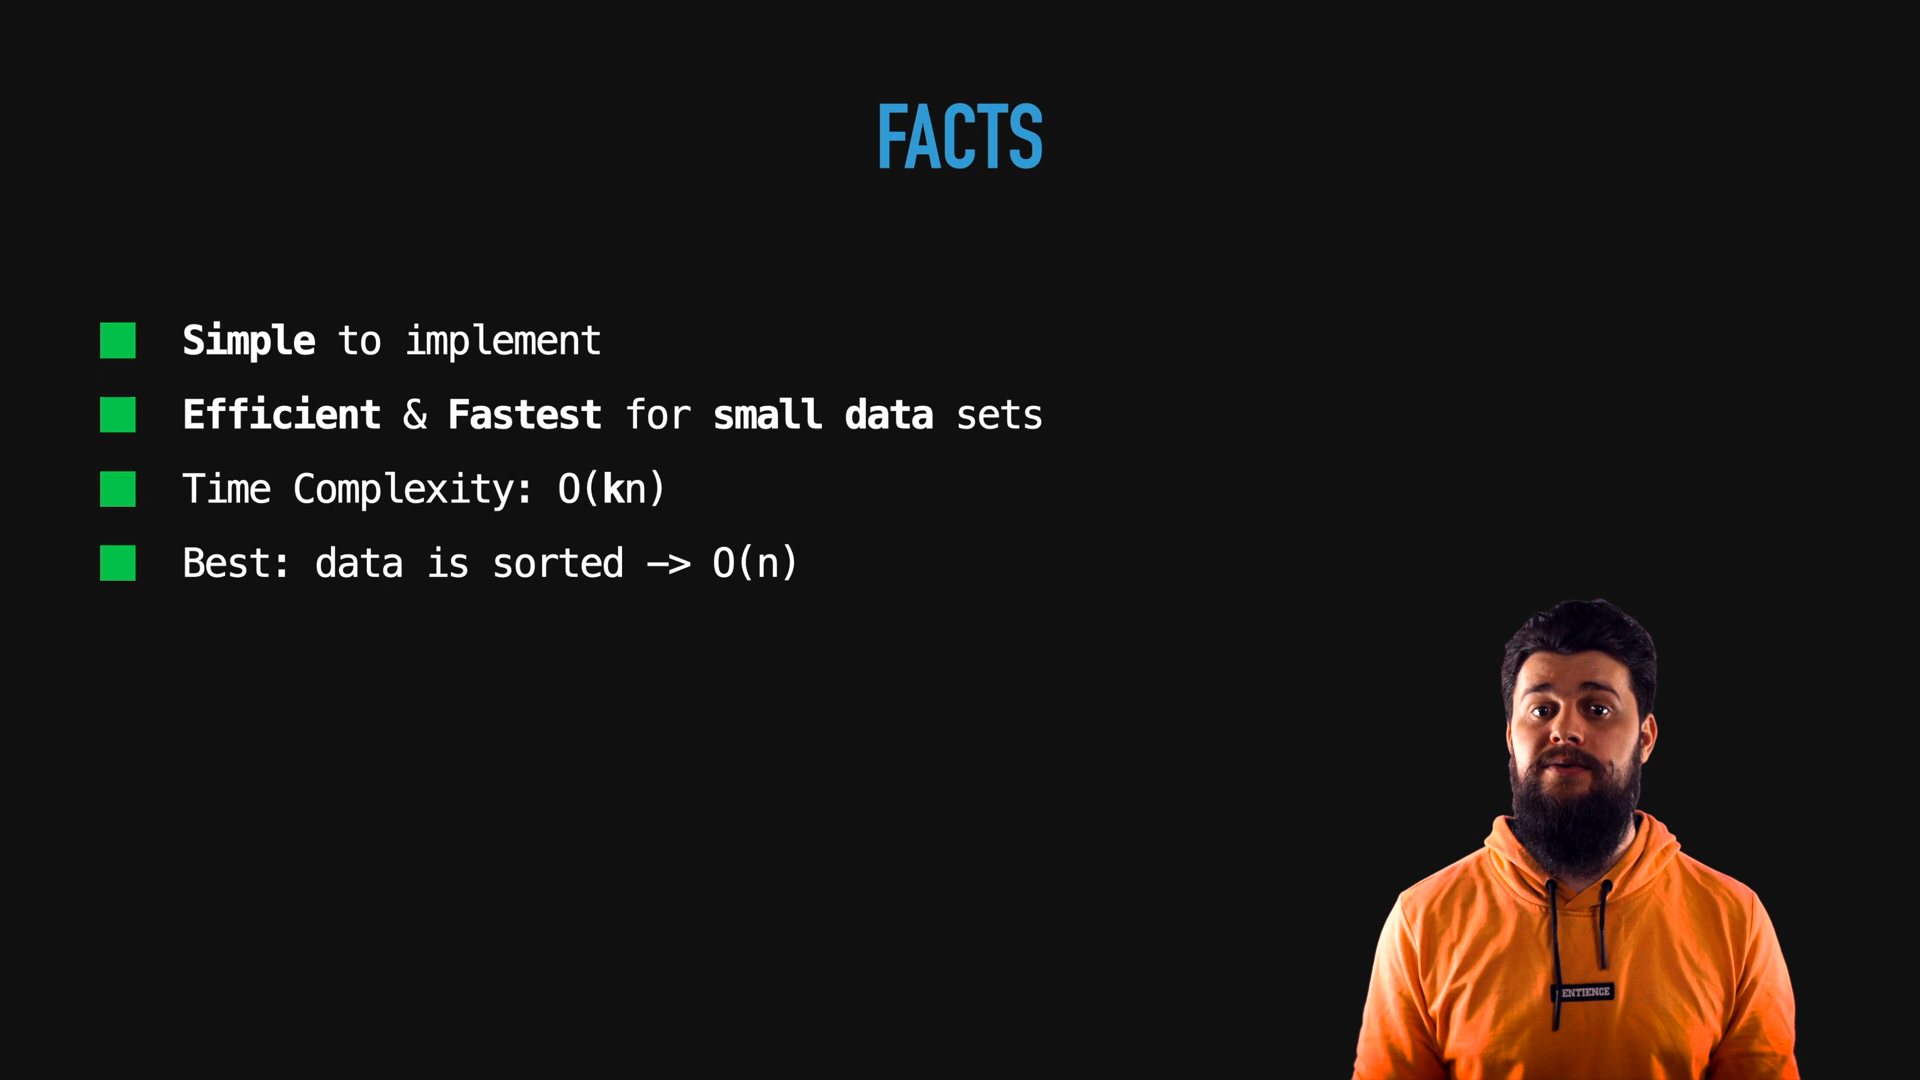 FACTS
Simple to implement
Efficient & Fastest for small data sets
Time Complexity: O(kn)
Best: data is sorted —> O(n)
ENTIENCE